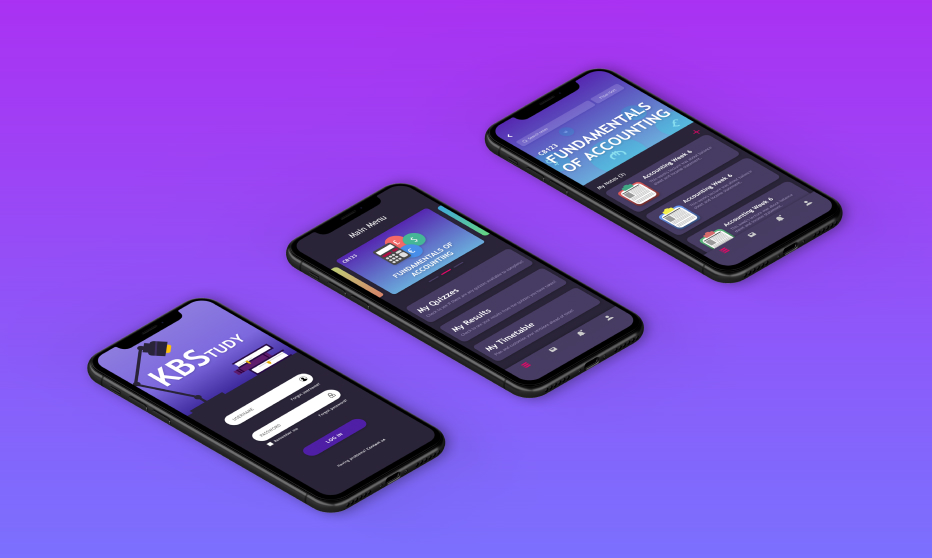 KBSTUDY
USERNAME
Forgot Username?
PASSWORD
Forgot password?
Remember me
LOG IN
Having problems? Contact us
Main Menu
CB123
FUNDAMENTALS OF
ACCOUNTING
My Quizzes
My Results
My Timetable
CB123
FUNDAMENTALS
OF ACCOUNTING
My Notes (3)
Accounting Week 6
Accounting Week 6
Accounting Week 6